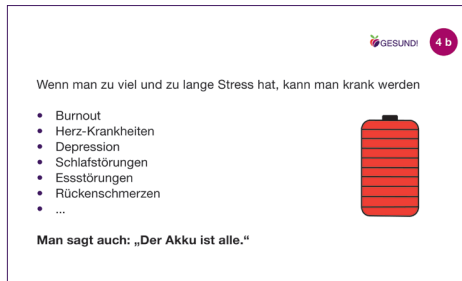 GESUND!
4 b
Wenn man zu viel und zu lange Stress hat, kann man krank werden
• Burnout
• Herz-Krankheiten
• Depression
• Schlafstörungen
• Essstörungen
• Rückenschmerzen
• ...
Man sagt auch: „Der Akku ist alle.“